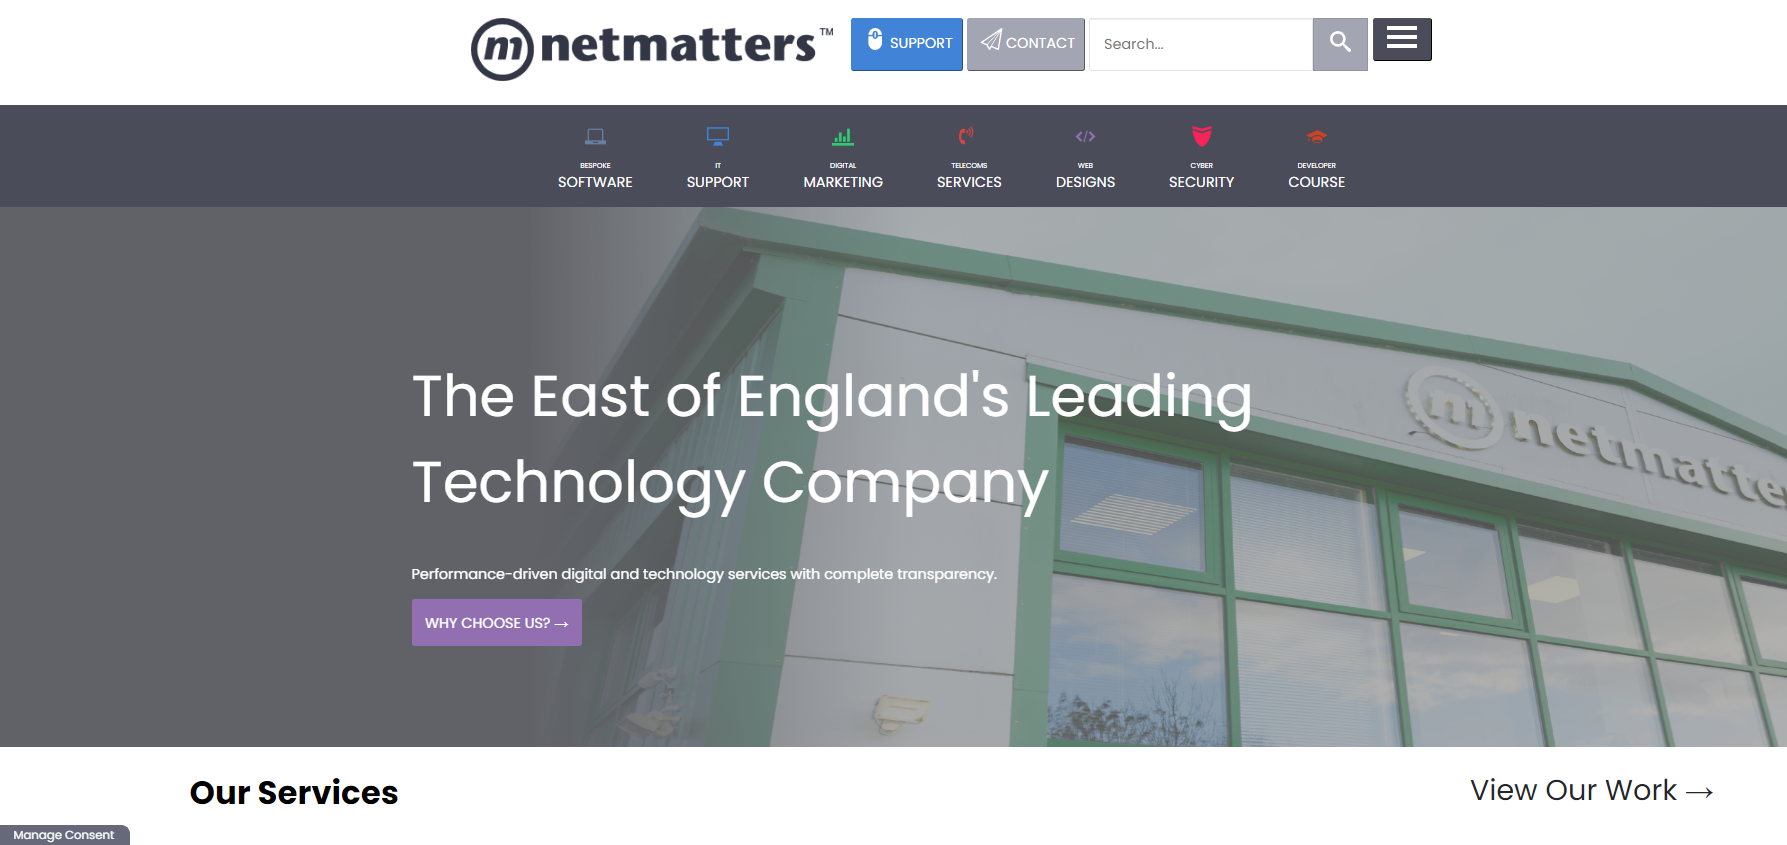 m netmatters™
SUPPORT
CONTACT
Search...
BESPOKE
SOFTWARE
IT
SUPPORT
DIGITAL
MARKETING
TELECOMS
SERVICES
WEB
DESIGNS
CYBER
SECURITY
DEVELOPER
COURSE
The East of England's Leading
Technology Company
m netmatte
Performance-driven digital and technology services with complete transparency.
WHY CHOOSE US? →
Our Services
View Our Work →
Manage Consent